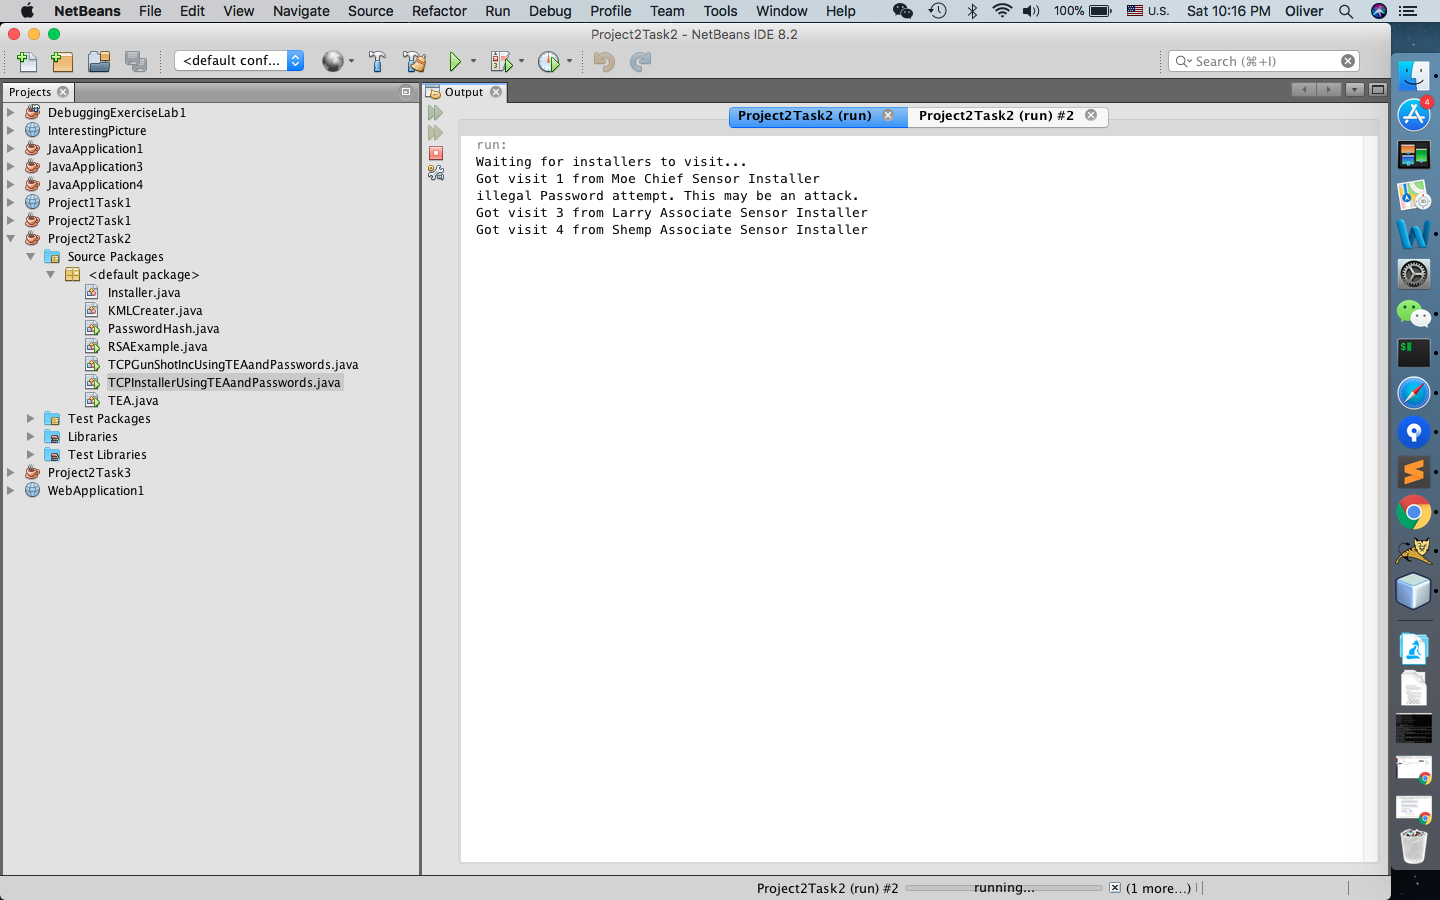 NetBeans File Edit View Navigate Source Refactor Run Debug Profile Team Tools Window Help 100% U.S. Sat 10:16 PM Oliver
Project2Task2 - NetBeans IDE 8.2
<default conf... Search (⌘+I)
Projects
Output
DebuggingExerciseLab1
InterestingPicture
JavaApplication1
JavaApplication3
JavaApplication4
Project1Task1
Project2Task1
Project2Task2
Source Packages
<default package>
Installer.java
KMLCreater.java
PasswordHash.java
RSAExample.java
TCPGunShotIncUsingTEAandPasswords.java
TCPInstallerUsingTEAandPasswords.java
TEA.java
Test Packages
Libraries
Test Libraries
Project2Task3
WebApplication1
Project2Task2 (run) Project2Task2 (run) #2
run:
Waiting for installers to visit...
Got visit 1 from Moe Chief Sensor Installer
illegal Password attempt. This may be an attack.
Got visit 3 from Larry Associate Sensor Installer
Got visit 4 from Shemp Associate Sensor Installer
4
Project2Task2 (run) #2 running... (1 more...)